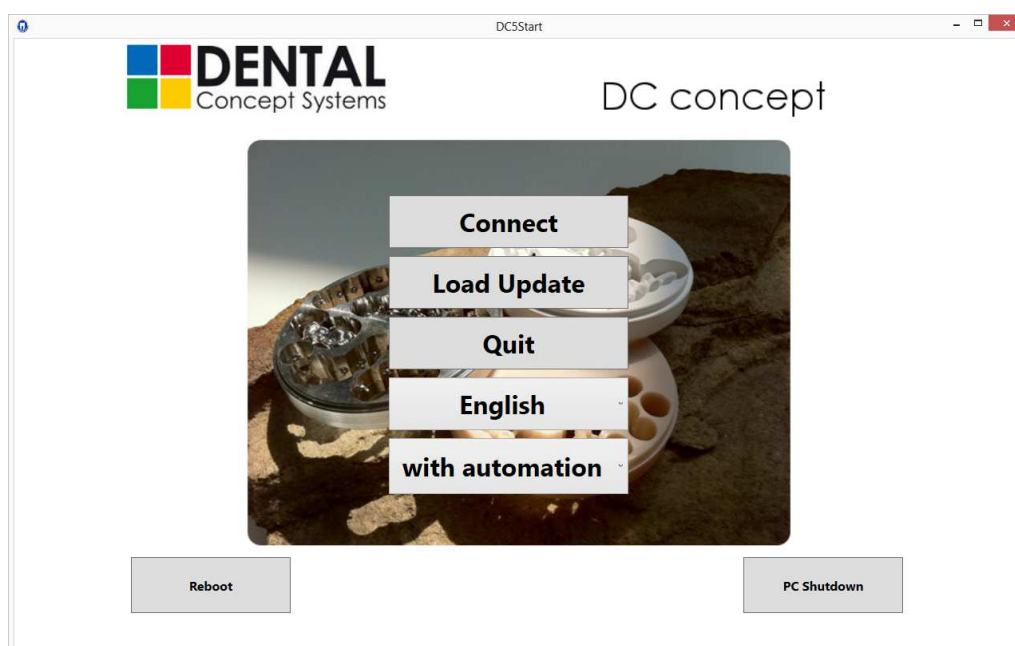 DC5Start
DENTAL
Concept Systems
DC concept
Connect
Load Update
Quit
English
with automation
Reboot
PC Shutdown